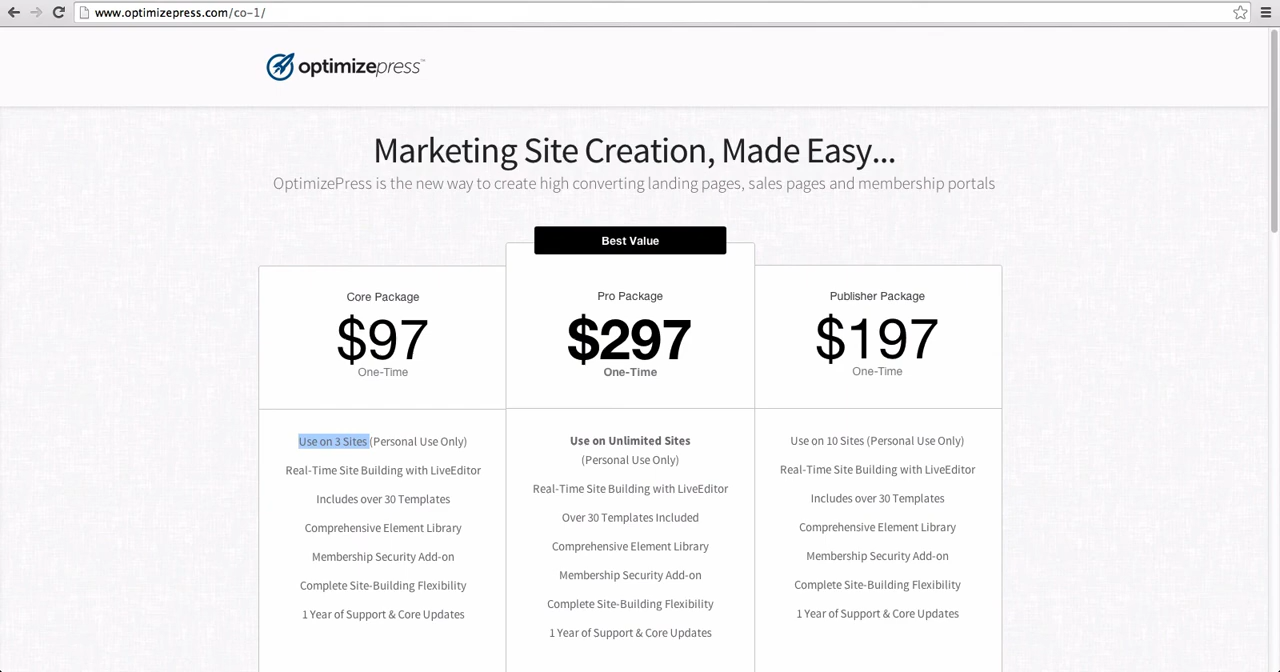 www.optimizepress.com/co-1/
optimizepress™
Marketing Site Creation, Made Easy...
OptimizePress is the new way to create high converting landing pages, sales pages and membership portals
Core Package
$97
One-Time
Use on 3 Sites (Personal Use Only)
Real-Time Site Building with LiveEditor
Includes over 30 Templates
Comprehensive Element Library
Membership Security Add-on
Complete Site-Building Flexibility
1 Year of Support & Core Updates
Best Value
Pro Package
$297
One-Time
Use on Unlimited Sites
(Personal Use Only)
Real-Time Site Building with LiveEditor
Over 30 Templates Included
Comprehensive Element Library
Membership Security Add-on
Complete Site-Building Flexibility
1 Year of Support & Core Updates
Publisher Package
$197
One-Time
Use on 10 Sites (Personal Use Only)
Real-Time Site Building with LiveEditor
Includes over 30 Templates
Comprehensive Element Library
Membership Security Add-on
Complete Site-Building Flexibility
1 Year of Support & Core Updates